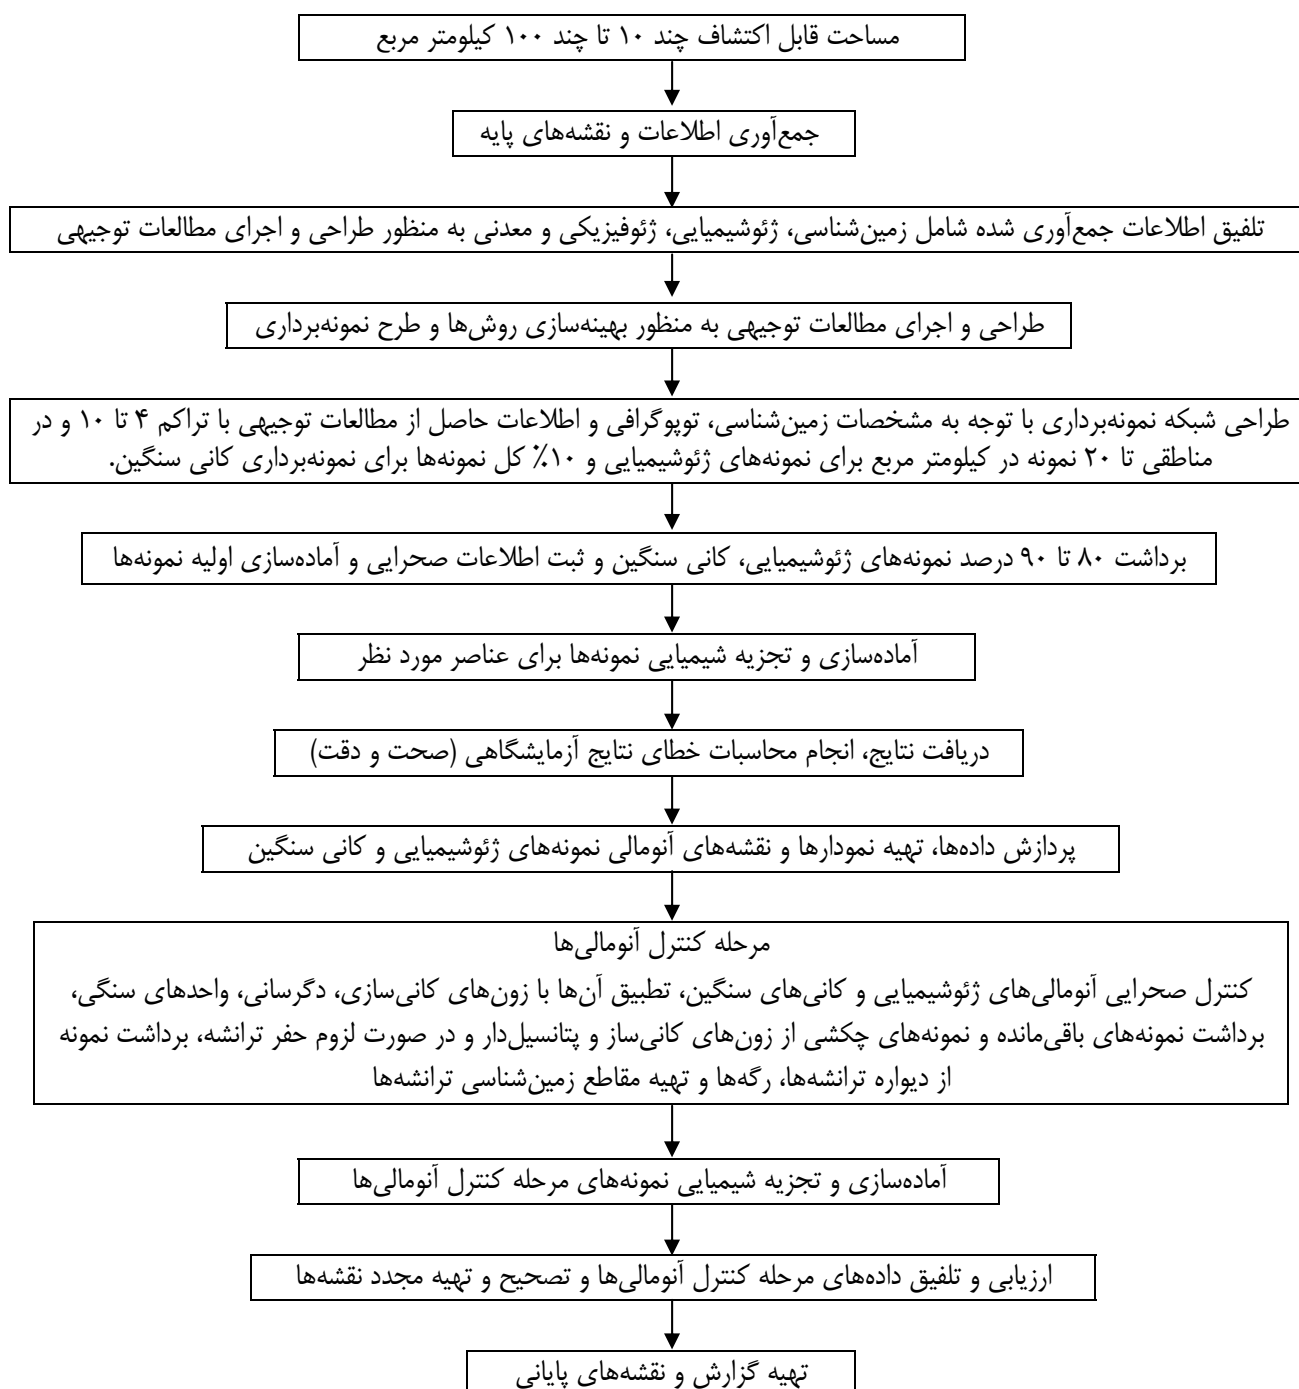 مساحت قابل اکتشاف چند ۱۰ تا چند ۱۰۰ کیلومتر مربع
جمع‌آوری اطلاعات و نقشه‌های پایه
تلفیق اطلاعات جمع‌آوری شده شامل زمین‌شناسی، ژئوشیمیایی، ژئوفیزیکی و معدنی به منظور طراحی و اجرای مطالعات توجیهی
طراحی و اجرای مطالعات توجیهی به منظور بهینه‌سازی روش‌ها و طرح نمونه‌برداری
طراحی شبکه نمونه‌برداری با توجه به مشخصات زمین‌شناسی، توپوگرافی و اطلاعات حاصل از مطالعات توجیهی با تراکم ۴ تا ۱۰ و در
مناطقی تا ۲۰ نمونه در کیلومتر مربع برای نمونه‌های ژئوشیمیایی و ۱۰٪ کل نمونه‌ها برای نمونه‌برداری کانی سنگین.
برداشت ۸۰ تا ۹۰ درصد نمونه‌های ژئوشیمیایی، کانی سنگین و ثبت اطلاعات صحرایی و آماده‌سازی اولیه نمونه‌ها
آماده‌سازی و تجزیه شیمیایی نمونه‌ها برای عناصر مورد نظر
دریافت نتایج، انجام محاسبات خطای نتایج آزمایشگاهی (صحت و دقت)
پردازش داده‌ها، تهیه نمودارها و نقشه‌های آنومالی نمونه‌های ژئوشیمیایی و کانی سنگین
مرحله کنترل آنومالی‌ها
کنترل صحرایی آنومالی‌های ژئوشیمیایی و کانی‌های سنگین، تطبیق آن‌ها با زون‌های کانی‌سازی، دگرسانی، واحدهای سنگی،
برداشت نمونه‌های باقی‌مانده و نمونه‌های چکشی از زون‌های کانی‌ساز و پتانسیل‌دار و در صورت لزوم حفر ترانشه، برداشت نمونه
از دیواره ترانشه‌ها، رگه‌ها و تهیه مقاطع زمین‌شناسی ترانشه‌ها
آماده‌سازی و تجزیه شیمیایی نمونه‌های مرحله کنترل آنومالی‌ها
ارزیابی و تلفیق داده‌های مرحله کنترل آنومالی‌ها و تصحیح و تهیه مجدد نقشه‌ها
تهیه گزارش و نقشه‌های پایانی